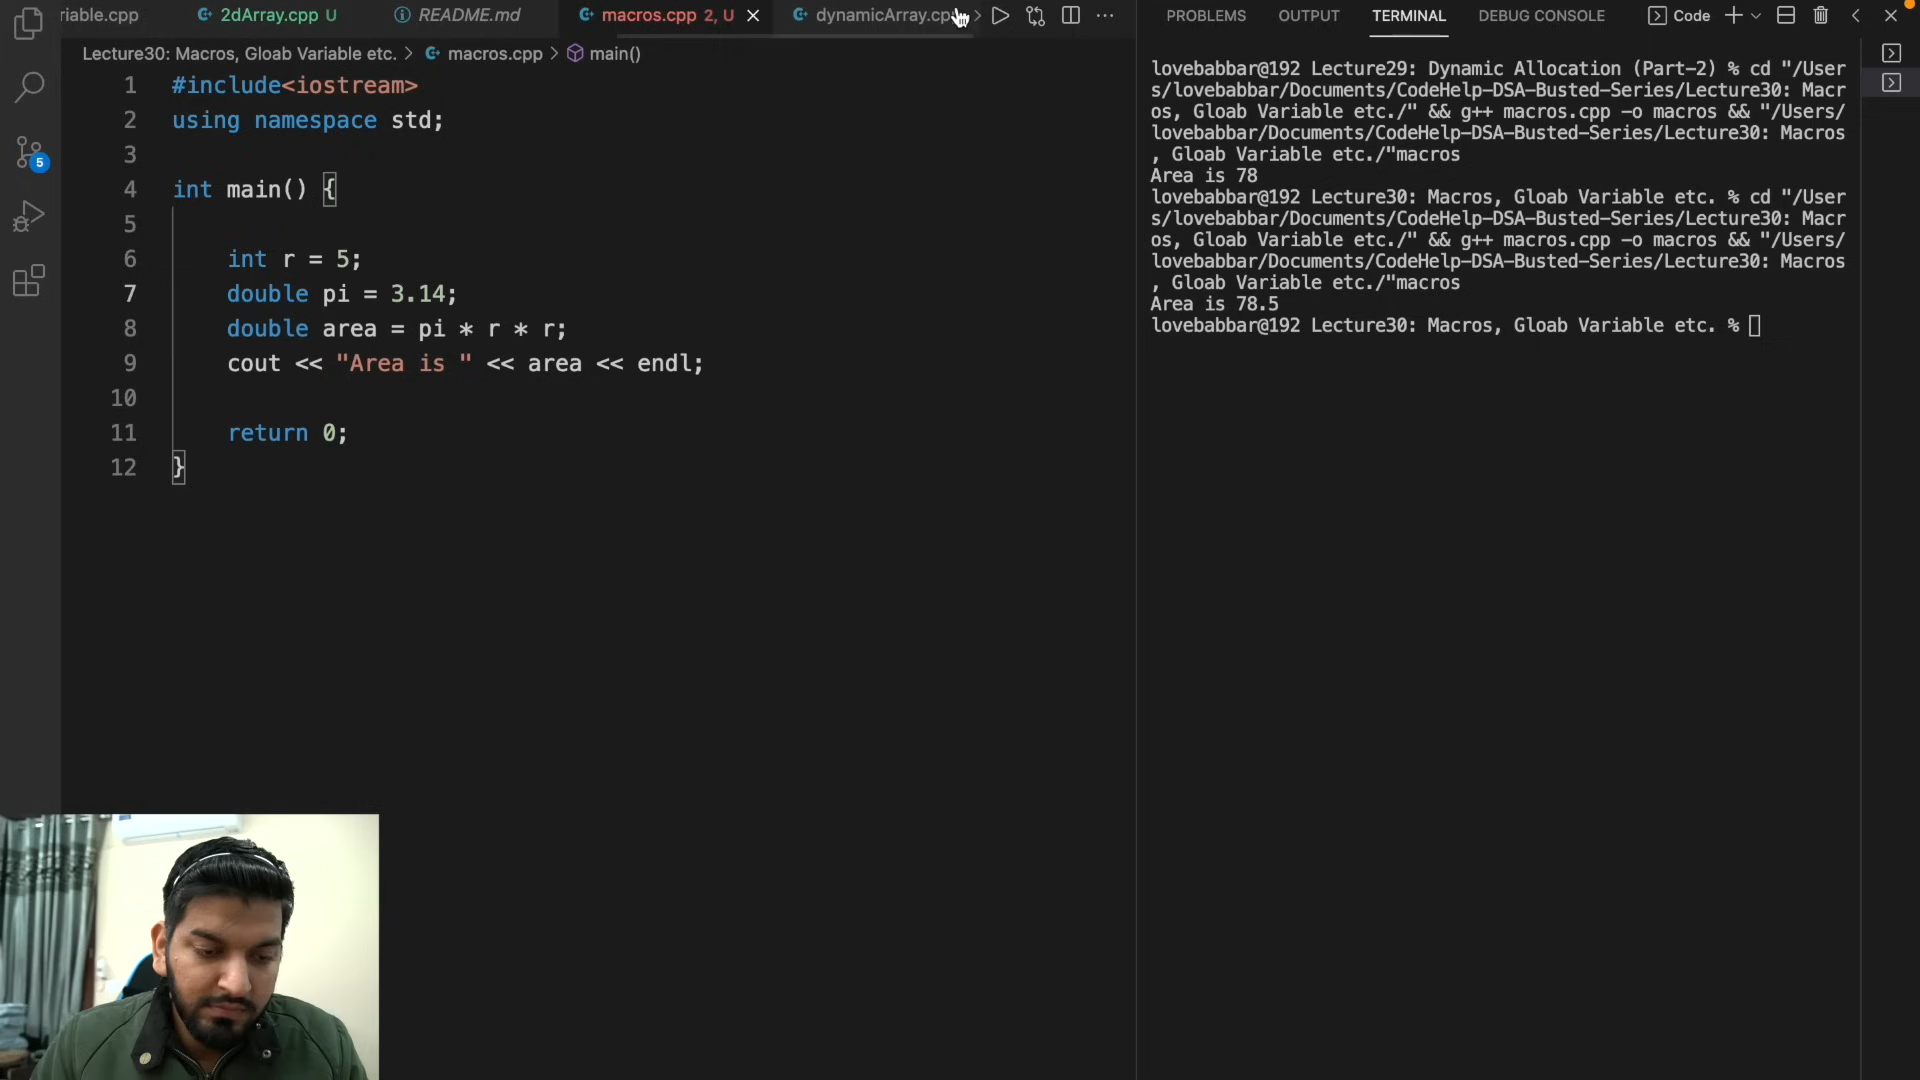 riable.cpp
2dArray.cpp U
README.md
macros.cpp 2, U
dynamicArray.cp
PROBLEMS OUTPUT TERMINAL DEBUG CONSOLE
Code
Lecture30: Macros, Gloab Variable etc. > macros.cpp > main()
5
1 #include<iostream>
2 using namespace std;
3
4 int main() {
5
6 int r = 5;
7 double pi = 3.14;
8 double area = pi * r * r;
9 cout << "Area is " << area << endl;
10
11 return 0;
12 }
lovebabbar@192 Lecture29: Dynamic Allocation (Part-2) % cd "/User
s/lovebabbar/Documents/CodeHelp-DSA-Busted-Series/Lecture30: Macr
os, Gloab Variable etc./" && g++ macros.cpp -o macros && "/Users/
lovebabbar/Documents/CodeHelp-DSA-Busted-Series/Lecture30: Macros
, Gloab Variable etc./"macros
Area is 78
lovebabbar@192 Lecture30: Macros, Gloab Variable etc. % cd "/User
s/lovebabbar/Documents/CodeHelp-DSA-Busted-Series/Lecture30: Macr
os, Gloab Variable etc./" && g++ macros.cpp -o macros && "/Users/
lovebabbar/Documents/CodeHelp-DSA-Busted-Series/Lecture30: Macros
, Gloab Variable etc./"macros
Area is 78.5
lovebabbar@192 Lecture30: Macros, Gloab Variable etc. %